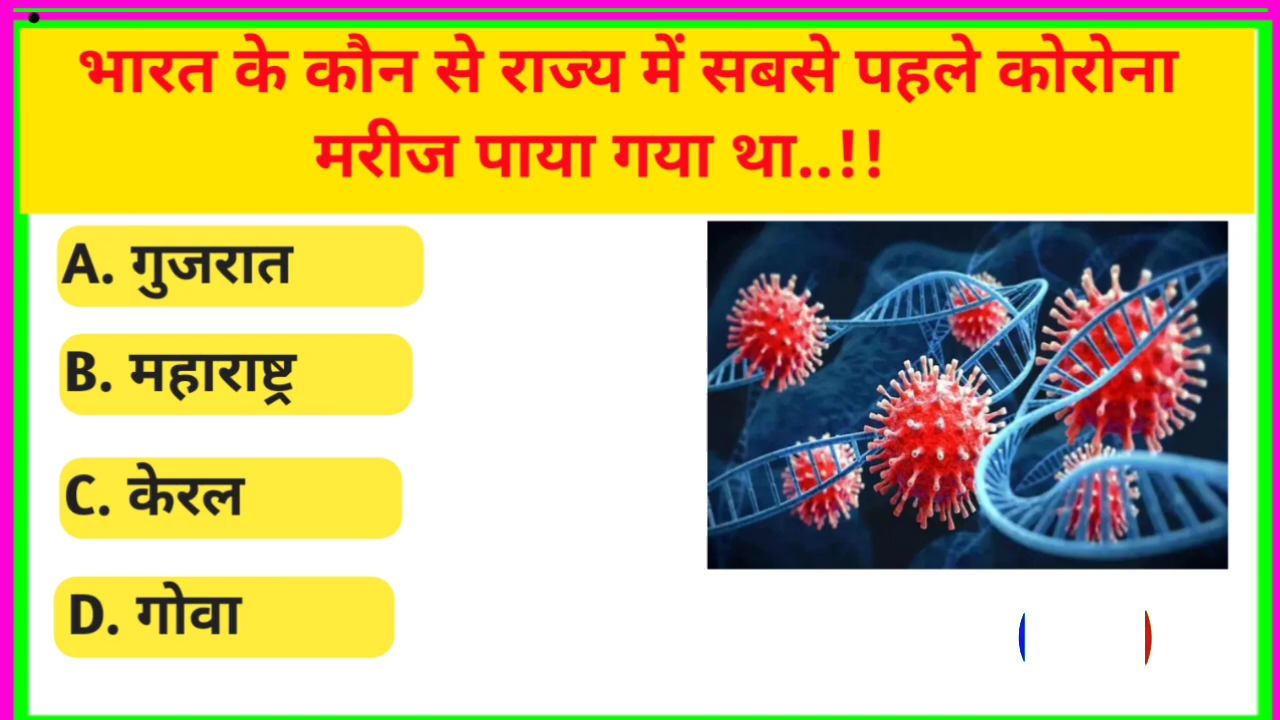 भारत के कौन से राज्य में सबसे पहले कोरोना
मरीज पाया गया था..!!
A. गुजरात
B. महाराष्ट्र
C. केरल
D. गोवा